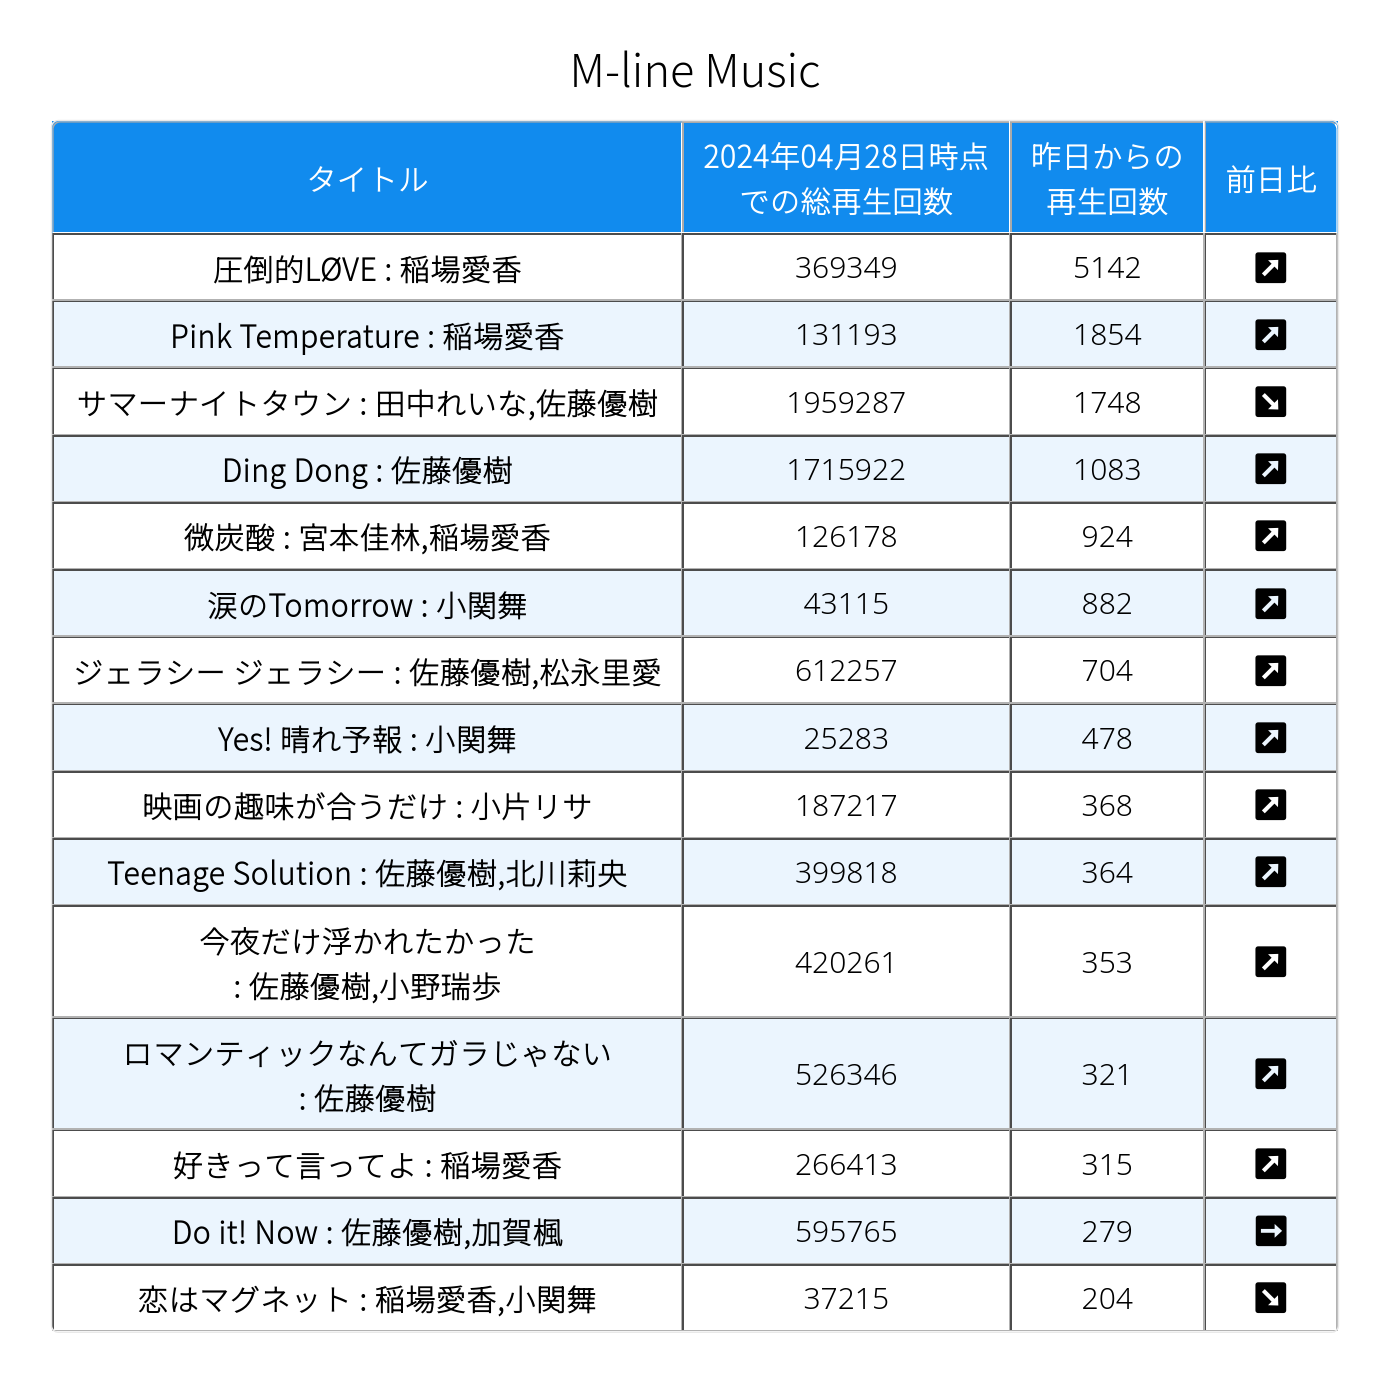 M-line Music
タイトル 2024年04月28日時点での総再生回数 昨日からの再生回数 前日比
圧倒的LØVE : 稲場愛香 369349 5142 ↗
Pink Temperature : 稲場愛香 131193 1854 ↗
サマーナイトタウン : 田中れいな,佐藤優樹 1959287 1748 ↘
Ding Dong : 佐藤優樹 1715922 1083 ↗
微炭酸 : 宮本佳林,稲場愛香 126178 924 ↗
涙のTomorrow : 小関舞 43115 882 ↗
ジェラシー ジェラシー : 佐藤優樹,松永里愛 612257 704 ↗
Yes! 晴れ予報 : 小関舞 25283 478 ↗
映画の趣味が合うだけ : 小片リサ 187217 368 ↗
Teenage Solution : 佐藤優樹,北川莉央 399818 364 ↗
今夜だけ浮かれたかった
: 佐藤優樹,小野瑞歩 420261 353 ↗
ロマンティックなんてガラじゃない
: 佐藤優樹 526346 321 ↗
好きって言ってよ : 稲場愛香 266413 315 ↗
Do it! Now : 佐藤優樹,加賀楓 595765 279 →
恋はマグネット : 稲場愛香,小関舞 37215 204 ↘